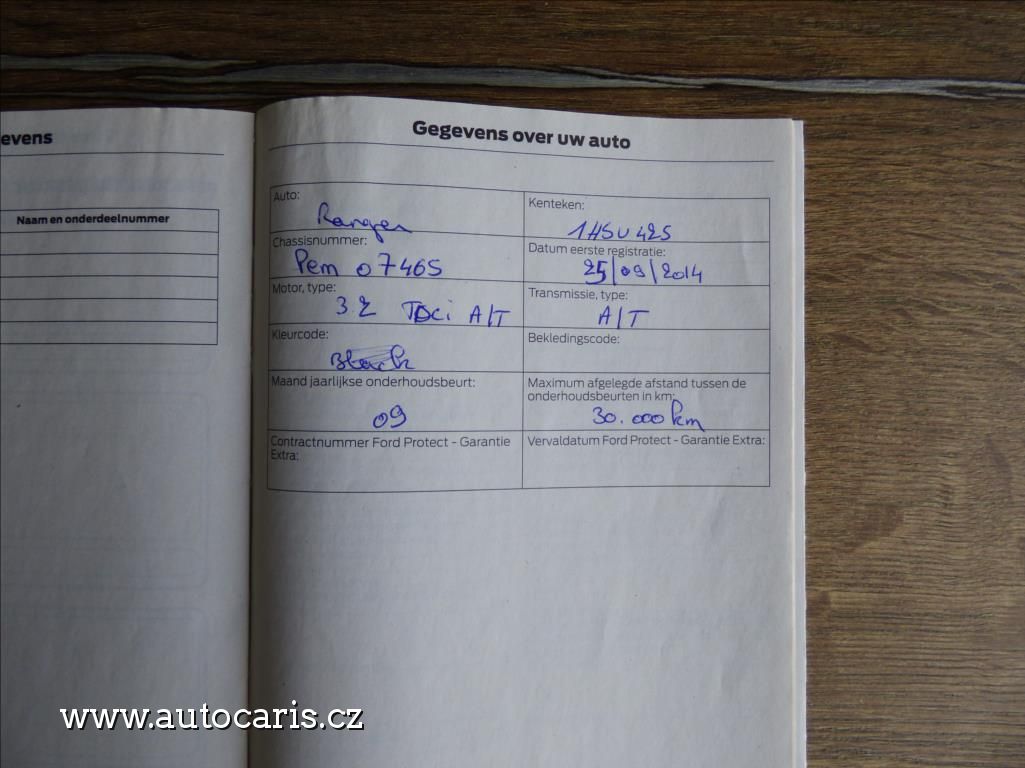 evens
Naam en onderdeelnummer
Gegevens over uw auto
Auto:
Ranger
Kenteken:
1HSU425
Chassisnummer:
Pem 07465
Datum eerste registratie:
25/09/2014
Motor, type:
3.2 TDCi A/T
Transmissie, type:
A/T
Kleurcode:
Black
Bekledingscode:
Maand jaarlijkse onderhoudsbeurt:
09
Maximum afgelegde afstand tussen de
onderhoudsbeurten in km:
30.000 km
Contractnummer Ford Protect - Garantie
Extra:
Vervaldatum Ford Protect - Garantie Extra:
www.autocaris.cz